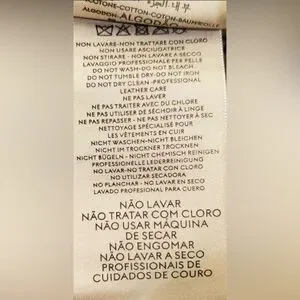 COTONE-COTTON-COTON-BAUMWOLLE
ALGODON-ALGODÃO
NON LAVARE-NON TRATTARE CON CLORO
NON USARE ASCIUGATRICE
NON STIRARE - NON LAVARE A SECCO
LAVAGGIO PROFESSIONALE PER PELLE
DO NOT WASH-DO NOT BLEACH
DO NOT TUMBLE DRY-DO NOT IRON
DO NOT DRY CLEAN -PROFESSIONAL
LEATHER CARE
NE PAS LAVER
NE PAS TRAITER AVEC DU CHLORE
NE PAS UTILISER DE SÉCHOIR À LINGE
NE PAS REPASSER - NE PAS NETTOYER À SEC
NETTOYAGE SPÉCIALISÉ POUR
LES VÊTEMENTS EN CUIR
NICHT WASCHEN-NICHT BLEICHEN
NICHT IM TROCKNER TROCKNEN
NICHT BÜGELN - NICHT CHEMISCH REINIGEN
PROFESSIONELLE LEDERREINIGUNG
NO LAVAR-NO TRATAR CON CLORO
NO UTILIZAR SECADORA
NO PLANCHAR - NO LAVAR EN SECO
LAVADO PROFESIONAL PARA CUERO
NÃO LAVAR
NÃO TRATAR COM CLORO
NÃO USAR MÁQUINA
DE SECAR
NÃO ENGOMAR
NÃO LAVAR A SECO
PROFISSIONAIS DE
CUIDADOS DE COURO